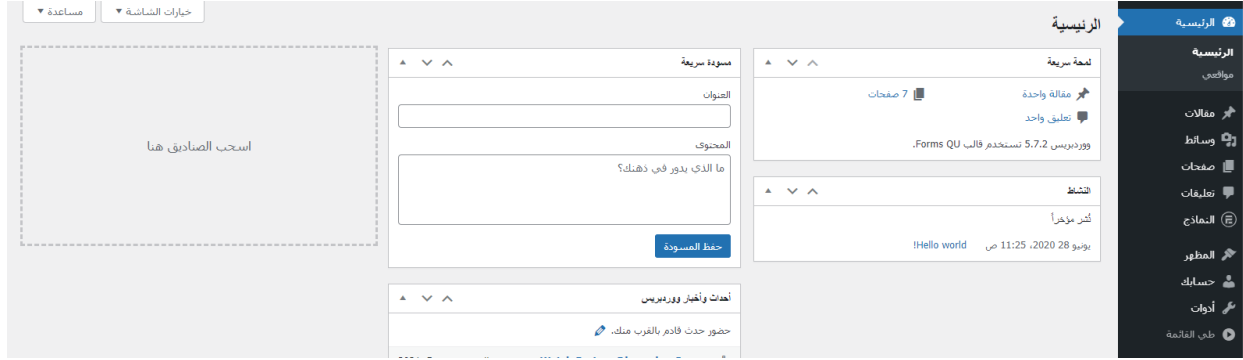 الرئيسية
الرئيسية
مواقعي
مقالات
وسائط
صفحات
تعليقات
النماذج
المظهر
حسابك
أدوات
طي القائمة
خيارات الشاشة
مساعدة
الرئيسية
لمحة سريعة
مقالة واحدة
7 صفحات
تعليق واحد
ووردبريس 5.7.2 تستخدم قالب Forms QU.
النشاط
نُشر مؤخراً
يونيو 28 2020، 11:25 ص
Hello world!
مسودة سريعة
العنوان
المحتوى
ما الذي يدور في ذهنك؟
حفظ المسودة
أحداث وأخبار ووردبريس
حضور حدث قادم بالقرب منك.
اسحب الصناديق هنا